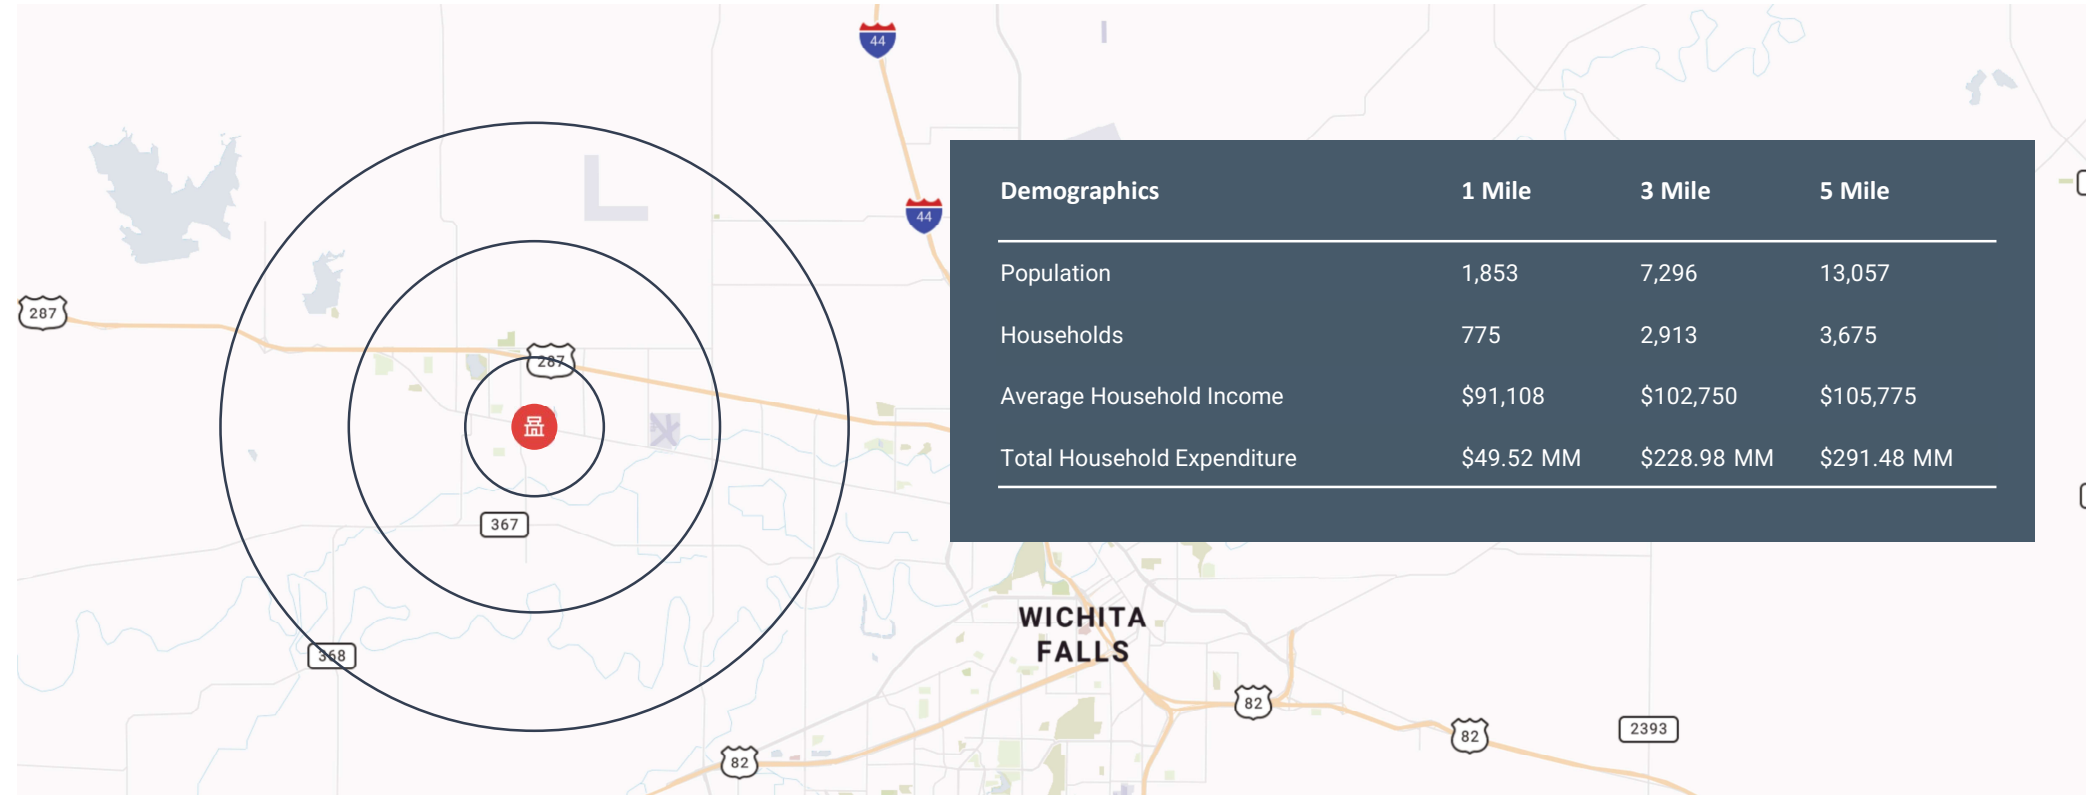 44
44
Demographics 1 Mile 3 Mile 5 Mile
Population 1,853 7,296 13,057
287
Households 775 2,913 3,675
287
Average Household Income $91,108 $102,750 $105,775
Total Household Expenditure $49.52 MM $228.98 MM $291.48 MM
367
WICHITA
FALLS
368
82
2393
82
82